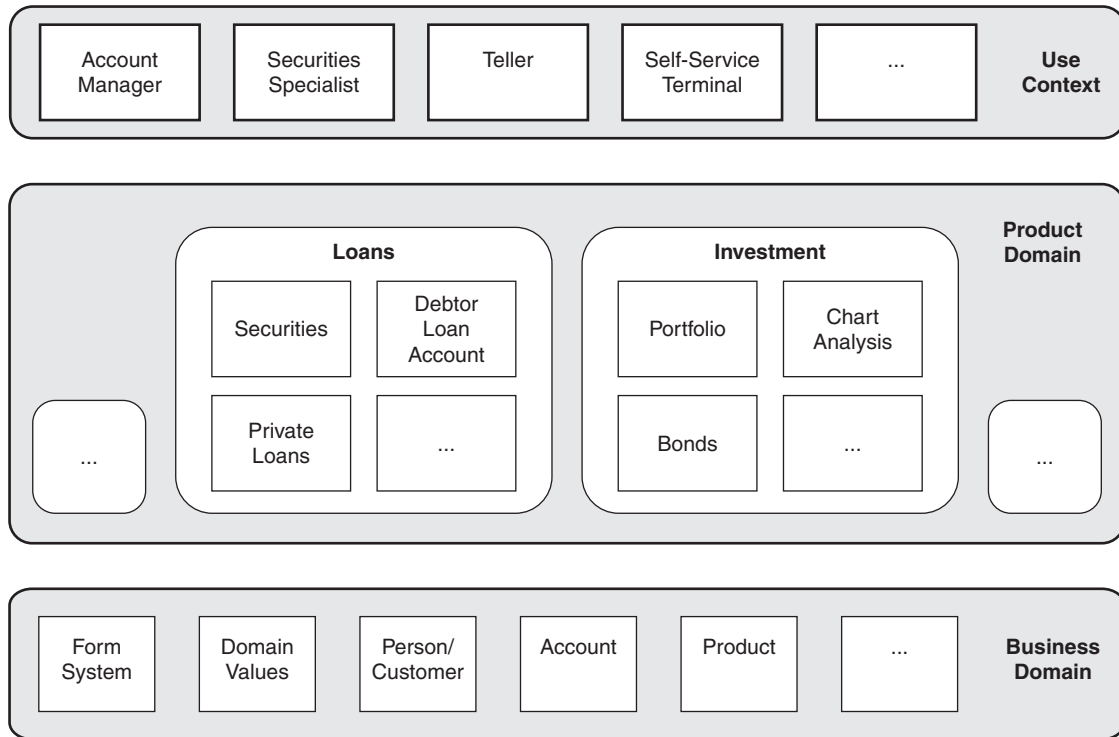 Account
Manager
Securities
Specialist
Teller
Self-Service
Terminal
...
Use
Context
Product
Domain
Loans
Securities
Debtor
Loan
Account
Private
Loans
...
Investment
Portfolio
Chart
Analysis
Bonds
...
...
...
Form
System
Domain
Values
Person/
Customer
Account
Product
...
Business
Domain